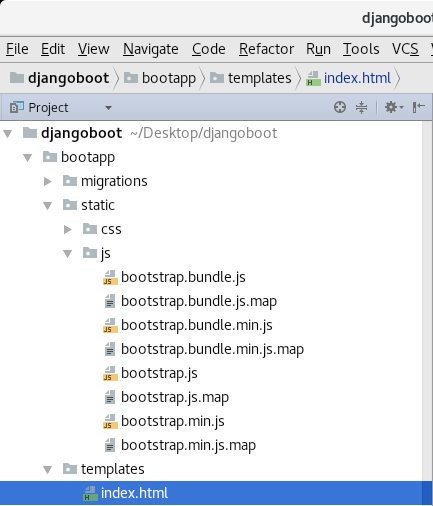 djangoboot
File Edit View Navigate Code Refactor Run Tools VCS
djangoboot bootapp templates index.html
Project
djangoboot ~/Desktop/djangoboot
bootapp
migrations
static
css
js
bootstrap.bundle.js
bootstrap.bundle.js.map
bootstrap.bundle.min.js
bootstrap.bundle.min.js.map
bootstrap.js
bootstrap.js.map
bootstrap.min.js
bootstrap.min.js.map
templates
index.html